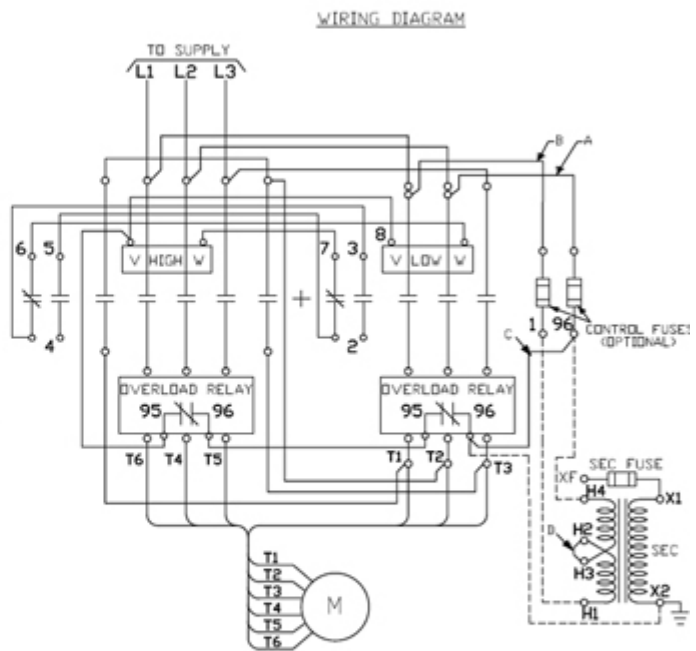 WIRING DIAGRAM
TO SUPPLY
L1 L2 L3
B A
6 5 7 3 8
V HIGH W
V LOW W
4 2 1 96
CONTROL FUSES
(OPTIONAL)
C
OVERLOAD RELAY
95 96
OVERLOAD RELAY
95 96
T6 T4 T5 T1 T2 T3
SEC FUSE
XF
H4 X1
D H2
SEC
H3
X2
H1
T1
T2
T3
T4
T5
T6
M